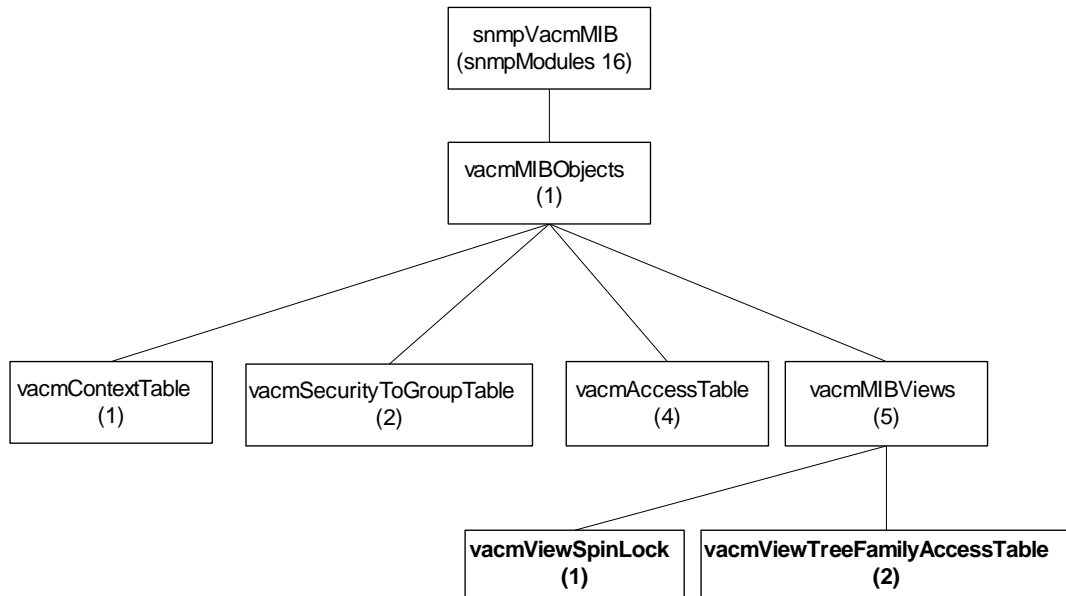 snmpVacmMIB
(snmpModules 16)
vacmMIBObjects
(1)
vacmContextTable
(1)
vacmSecurityToGroupTable
(2)
vacmAccessTable
(4)
vacmMIBViews
(5)
vacmViewSpinLock
(1)
vacmViewTreeFamilyAccessTable
(2)